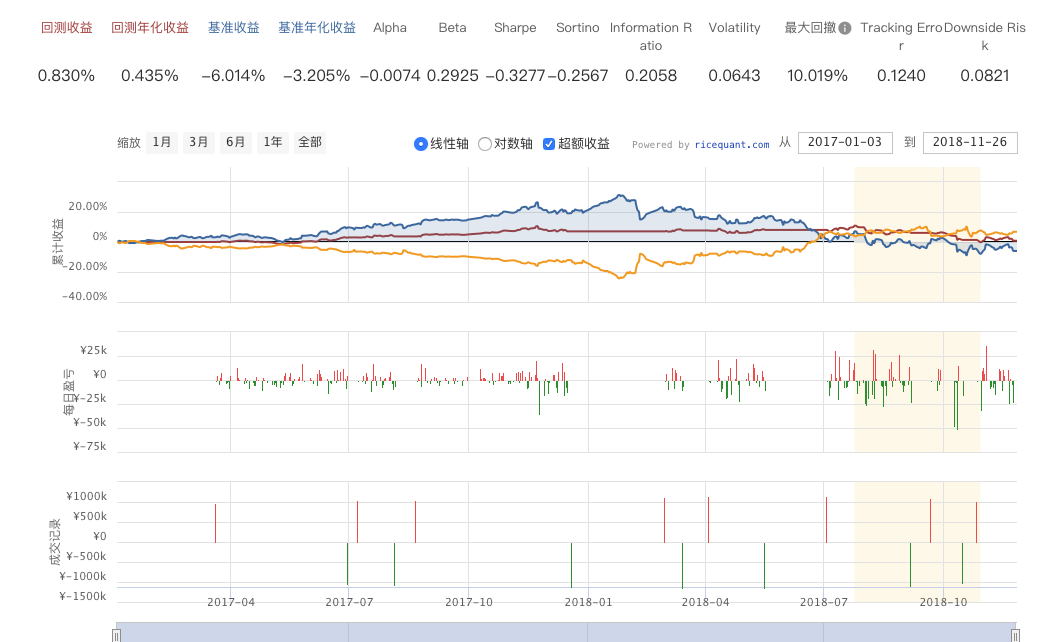 回测收益 回测年化收益 基准收益 基准年化收益 Alpha Beta Sharpe Sortino Information R Volatility 最大回撤 i Tracking Erro Downside Ris
atio r k
0.830% 0.435% −6.014% −3.205% −0.0074 0.2925 −0.3277 −0.2567 0.2058 0.0643 10.019% 0.1240 0.0821
缩放 1月 3月 6月 1年 全部 线性轴 对数轴 超额收益 Powered by ricequant.com 从 2017-01-03 到 2018-11-26
累计收益
20.00%
0%
−20.00%
−40.00%
每日盈亏
¥25k
¥0
¥−25k
¥−50k
¥−75k
成交记录
¥1000k
¥500k
¥0
¥−500k
¥−1000k
¥−1500k
2017-04 2017-07 2017-10 2018-01 2018-04 2018-07 2018-10